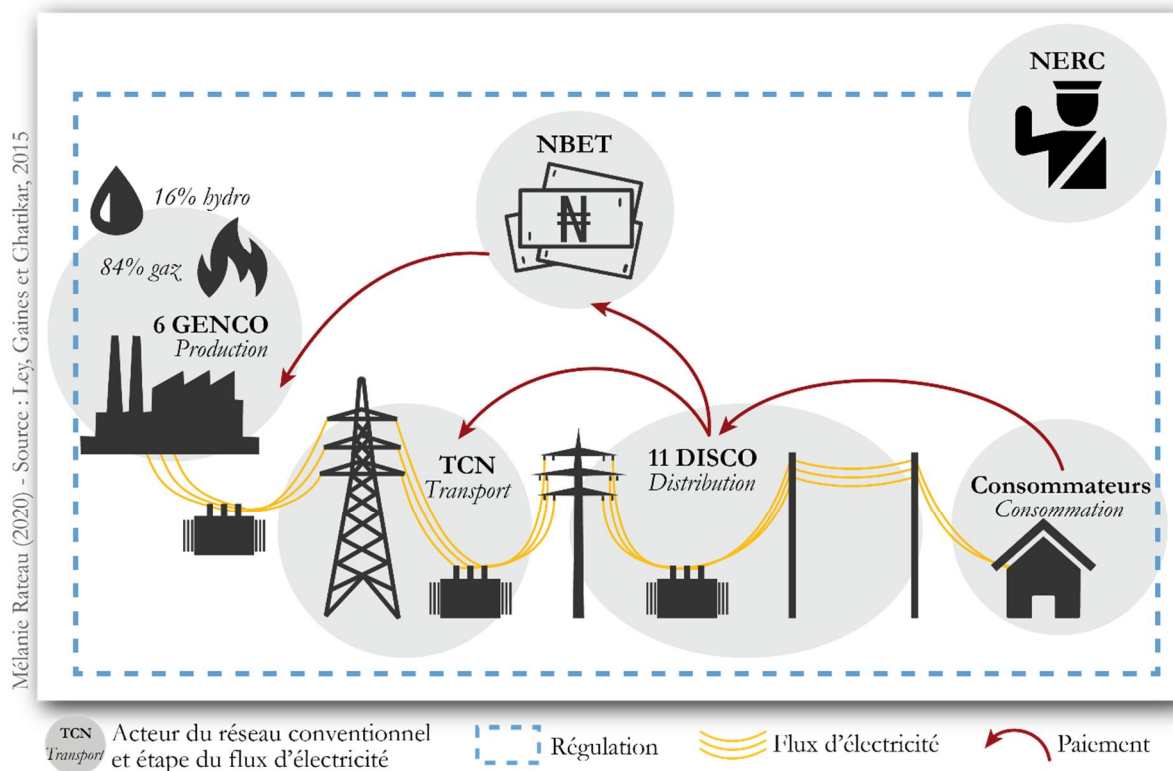 NERC
NBET
₦
16% hydro
84% gaz
6 GENCO
Production
TCN
Transport
11 DISCO
Distribution
Consommateurs
Consommation
Mélanie Rateau (2020) - Source : Ley, Gaines et Ghatikar, 2015
TCN
Transport
Acteur du réseau conventionnel
et étape du flux d'électricité
Régulation
Flux d'électricité
Paiement